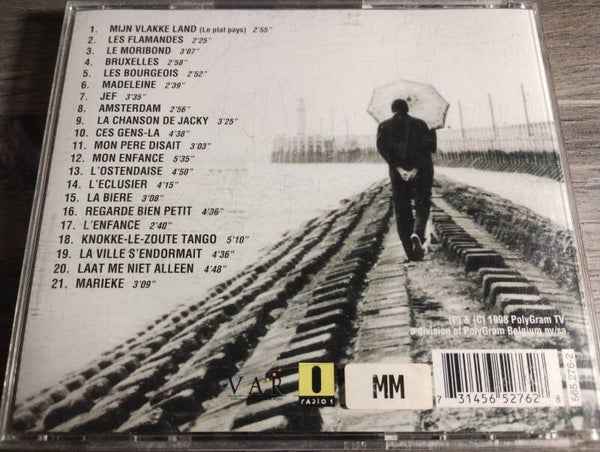 1. MIJN VLAKKE LAND (Le plat pays) 2'55"
2. LES FLAMANDES 2'25"
3. LE MORIBOND 3'07"
4. BRUXELLES 2'58"
5. LES BOURGEOIS 2'52"
6. MADELEINE 2'39"
7. JEF 3'35"
8. AMSTERDAM 2'56"
9. LA CHANSON DE JACKY 3'25"
10. CES GENS-LA 4'38"
11. MON PERE DISAIT 3'03"
12. MON ENFANCE 5'35"
13. L'OSTENDAISE 4'50"
14. L'ECLUSIER 4'15"
15. LA BIERE 3'08"
16. REGARDE BIEN PETIT 4'36"
17. L'ENFANCE 2'40"
18. KNOKKE-LE-ZOUTE TANGO 5'10"
19. LA VILLE S'ENDORMAIT 4'36"
20. LAAT ME NIET ALLEEN 4'48"
21. MARIEKE 3'09"
(P) & (C) 1998 PolyGram TV
a division of PolyGram Belgium nv/sa
VAR
1
RADIO 1
MM
7 31456 52762 8
565 276-2